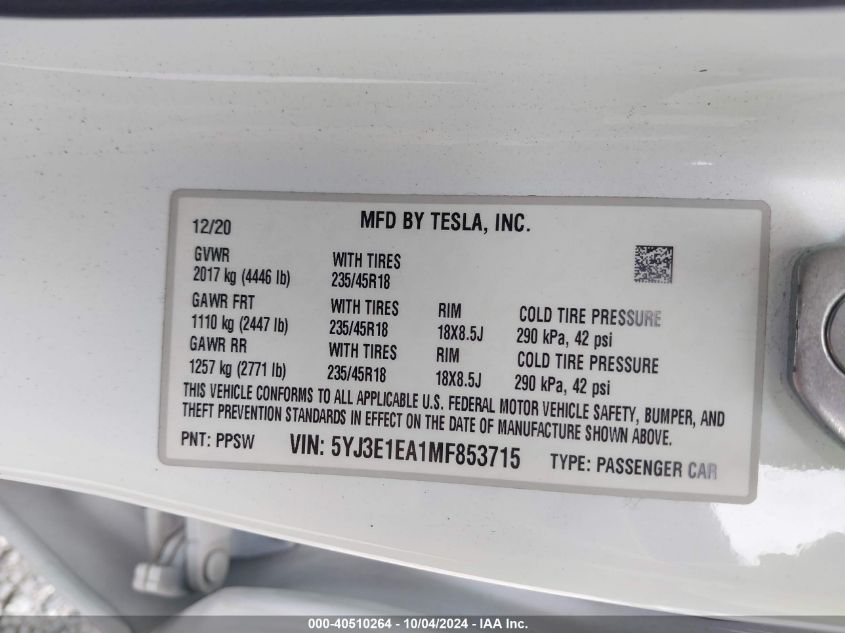 MFD BY TESLA, INC.
12/20
GVWR WITH TIRES
2017 kg (4446 lb) 235/45R18
GAWR FRT WITH TIRES RIM COLD TIRE PRESSURE
1110 kg (2447 lb) 235/45R18 18X8.5J 290 kPa, 42 psi
GAWR RR WITH TIRES RIM COLD TIRE PRESSURE
1257 kg (2771 lb) 235/45R18 18X8.5J 290 kPa, 42 psi
THIS VEHICLE CONFORMS TO ALL APPLICABLE U.S. FEDERAL MOTOR VEHICLE SAFETY, BUMPER, AND
THEFT PREVENTION STANDARDS IN EFFECT ON THE DATE OF MANUFACTURE SHOWN ABOVE.
PNT: PPSW VIN: 5YJ3E1EA1MF853715 TYPE: PASSENGER CAR
000-40510264 - 10/04/2024 - IAA Inc.